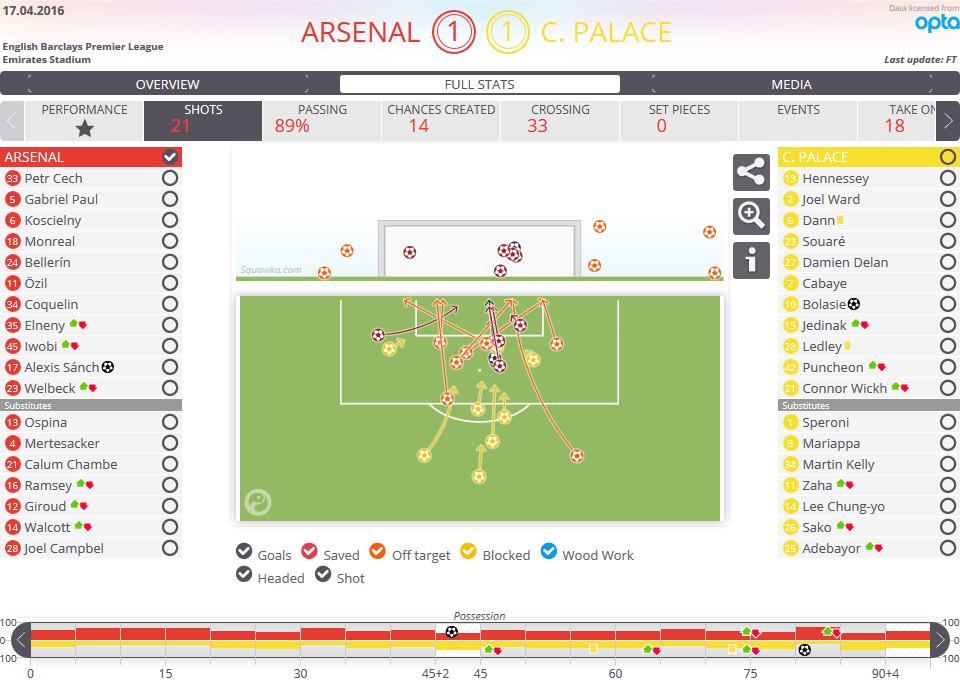 17.04.2016
ARSENAL 1 1 C. PALACE
Data licensed from
opta
English Barclays Premier League
Emirates Stadium
Last update: FT
OVERVIEW FULL STATS MEDIA
PERFORMANCE SHOTS PASSING CHANCES CREATED CROSSING SET PIECES EVENTS TAKE ON
21 89% 14 33 0 18
ARSENAL
33 Petr Cech
5 Gabriel Paul
6 Koscielny
18 Monreal
24 Bellerín
11 Özil
34 Coquelin
35 Elneny
45 Iwobi
17 Alexis Sánch
23 Welbeck
Substitutes
13 Ospina
4 Mertesacker
21 Calum Chambe
16 Ramsey
12 Giroud
14 Walcott
28 Joel Campbel
Squawka.com
Goals Saved Off target Blocked Wood Work
Headed Shot
C. PALACE
13 Hennessey
2 Joel Ward
6 Dann
23 Souaré
27 Damien Delan
7 Cabaye
10 Bolasie
15 Jedinak
28 Ledley
42 Puncheon
21 Connor Wickh
Substitutes
1 Speroni
3 Mariappa
34 Martin Kelly
11 Zaha
14 Lee Chung-yo
26 Sako
25 Adebayor
Possession
100 100
0 0
100 100
0 15 30 45+2 45 60 75 90+4